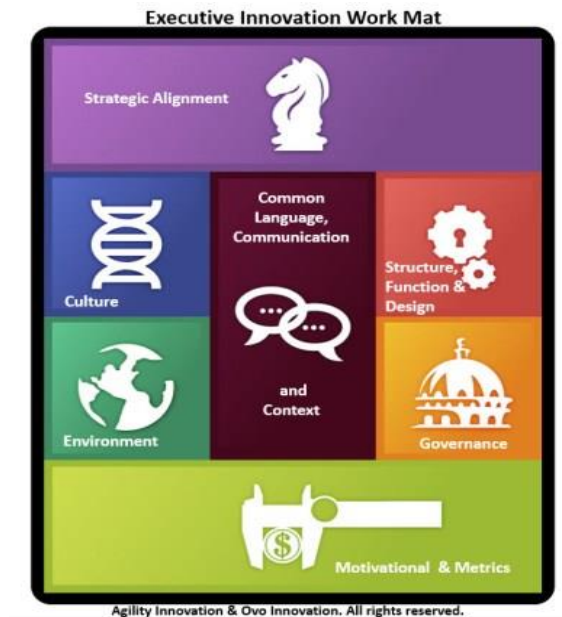 Executive Innovation Work Mat
Strategic Alignment
Culture
Common
Language,
Communication
and
Context
Structure,
Function &
Design
Environment
Governance
$
Motivational & Metrics
Agility Innovation & Ovo Innovation. All rights reserved.